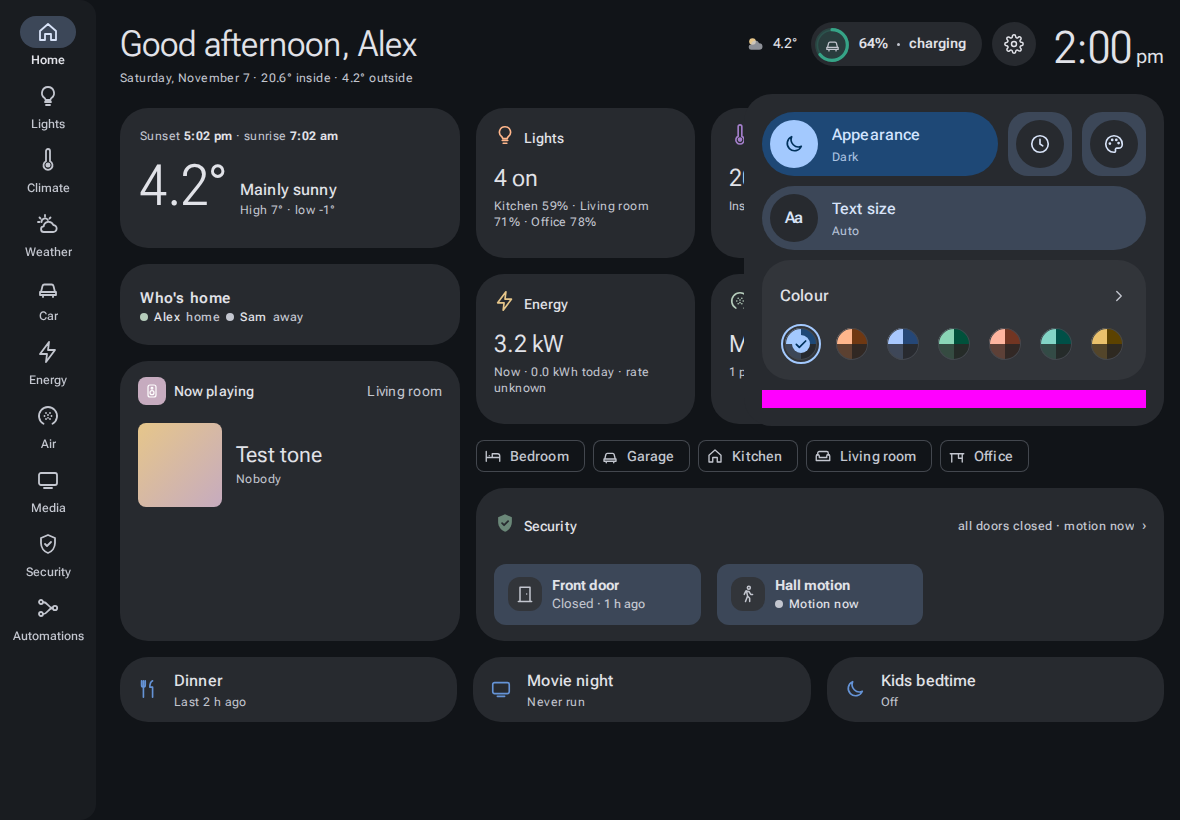 Home
Lights
Climate
Weather
Car
Energy
Air
Media
Security
Automations
Good afternoon, Alex
Saturday, November 7 · 20.6° inside · 4.2° outside
4.2°
64% · charging
2:00 pm
Sunset 5:02 pm · sunrise 7:02 am
4.2°
Mainly sunny
High 7° · low -1°
Who's home
Alex home Sam away
Now playing
Living room
Test tone
Nobody
Lights
4 on
Kitchen 59% · Living room
71% · Office 78%
Energy
3.2 kW
Now · 0.0 kWh today · rate
unknown
Ins
1 p
Appearance
Dark
Aa
Text size
Auto
Colour
Bedroom
Garage
Kitchen
Living room
Office
Security
all doors closed · motion now ›
Front door
Closed · 1 h ago
Hall motion
Motion now
Dinner
Last 2 h ago
Movie night
Never run
Kids bedtime
Off